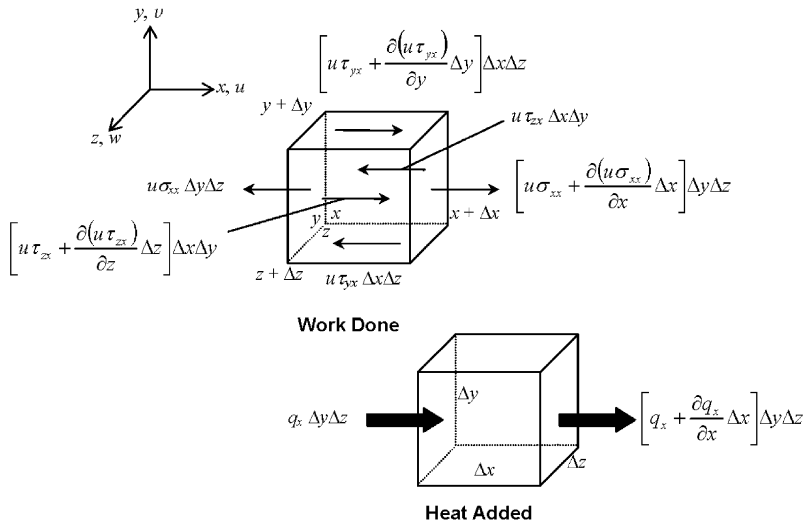 y, υ
x, u
z, w
[uτ_yx + ∂(uτ_yx)/∂y Δy]ΔxΔz
y + Δy
uτ_zx ΔxΔy
uσ_xx ΔyΔz
[uσ_xx + ∂(uσ_xx)/∂x Δx]ΔyΔz
y x
z
x + Δx
[uτ_zx + ∂(uτ_zx)/∂z Δz]ΔxΔy
z + Δz
uτ_yx ΔxΔz
Work Done
q_x ΔyΔz
Δy
[q_x + ∂q_x/∂x Δx]ΔyΔz
Δx
Δz
Heat Added